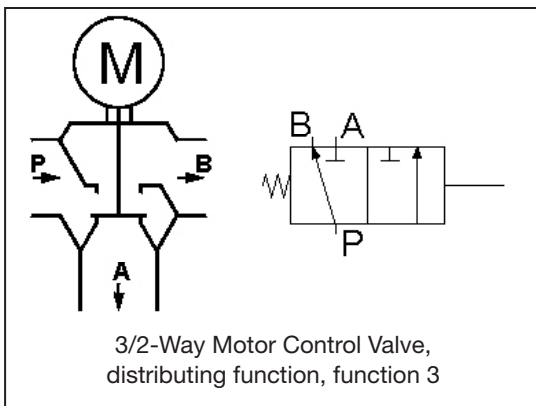 M
P
B
A
B A
P
3/2-Way Motor Control Valve,
distributing function, function 3